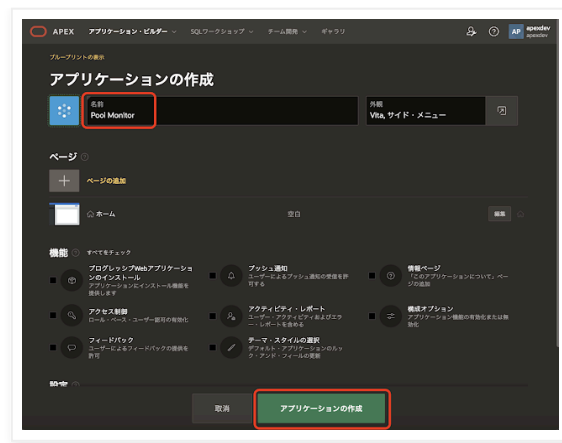 APEX アプリケーション・ビルダー SQLワークショップ チーム開発 ギャラリ AP apexdev
apexdev
ブループリントの表示
アプリケーションの作成
名前
Pool Monitor
外観
Vita, サイド・メニュー
ページ
ページの追加
ホーム 空白 編集
機能 すべてをチェック
プログレッシブWebアプリケーショ
ンのインストール
アプリケーションにインストール機能を
提供します
プッシュ通知
ユーザーによるプッシュ通知の受信を許
可する
情報ページ
「このアプリケーションについて」ペー
ジの追加
アクセス制御
ロール・ベース・ユーザー認可の有効化
アクティビティ・レポート
ユーザー・アクティビティおよびエラ
ー・レポートを含める
構成オプション
アプリケーション機能の有効化または無
効化
フィードバック
ユーザーによるフィードバックの提供を
許可
テーマ・スタイルの選択
デフォルト・アプリケーションのルッ
ク・アンド・フィールの更新
設定
取消 アプリケーションの作成